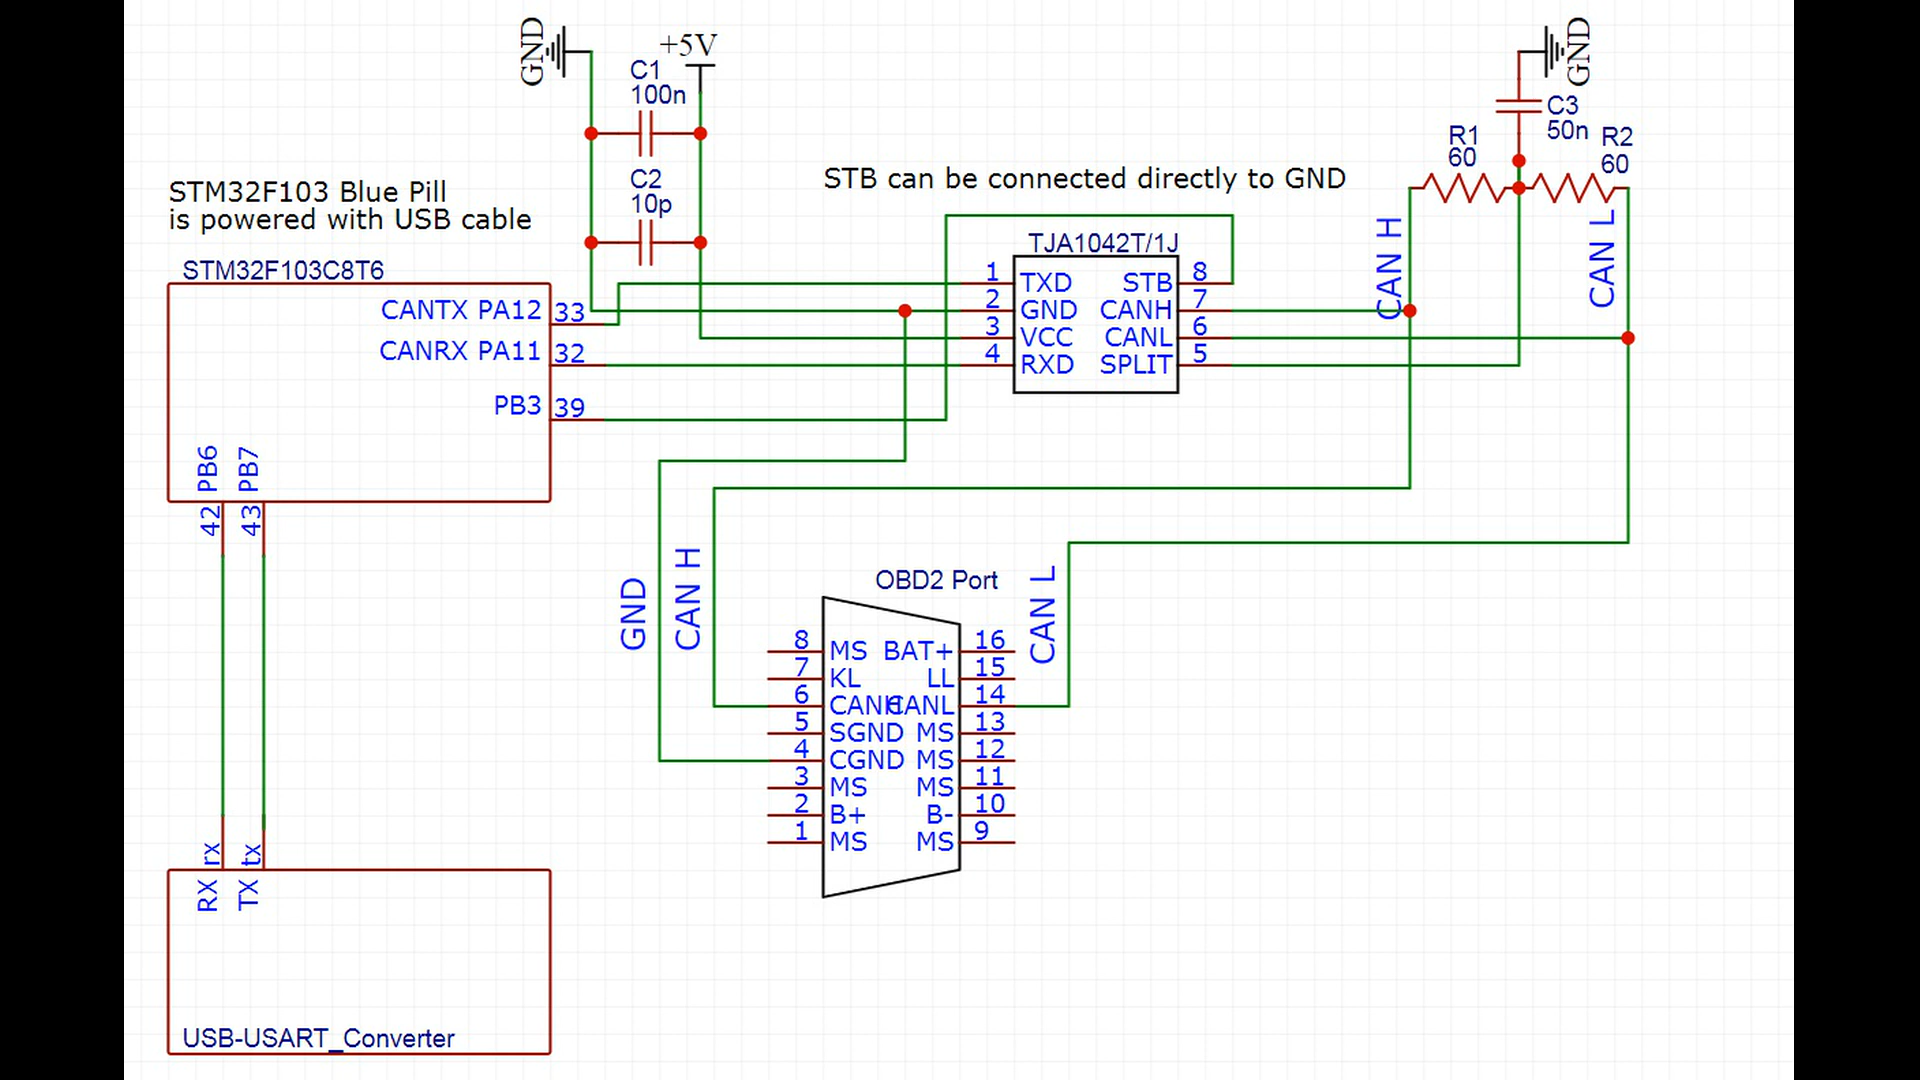 GND
+5V
C1
100n
C2
10p
GND
C3
50n
R1
60
R2
60
STB can be connected directly to GND
STM32F103 Blue Pill
is powered with USB cable
CAN H
CAN L
STM32F103C8T6
CANTX PA12 33
CANRX PA11 32
PB3 39
PB6 42
PB7 43
TJA1042T/1J
1 TXD STB 8
2 GND CANH 7
3 VCC CANL 6
4 RXD SPLIT 5
GND
CAN H
CAN L
OBD2 Port
8 MS BAT+ 16
7 KL LL 15
6 CANH CANL 14
5 SGND MS 13
4 CGND MS 12
3 MS MS 11
2 B+ B- 10
1 MS MS 9
rx
tx
RX
TX
USB-USART_Converter